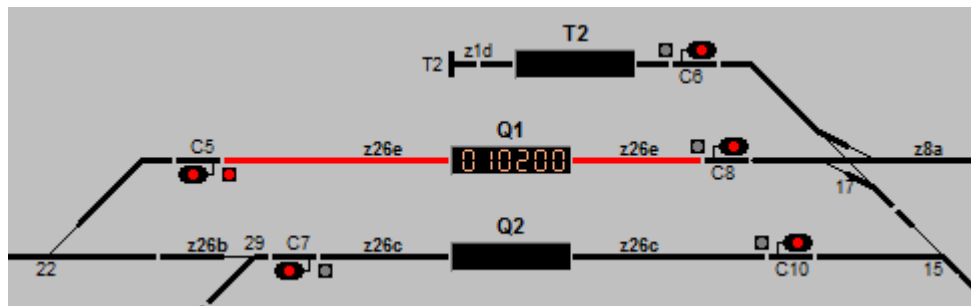 T2
T2 z1d
C6
Q1
C5 z26e 010200 z26e
C8 z8a
17
Q2
z26b 29 C7 z26c z26c
22 C10 15